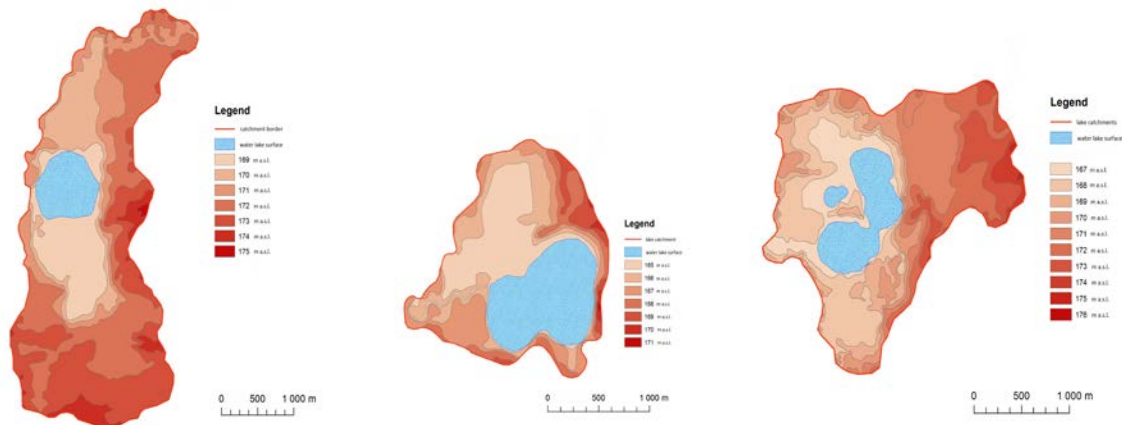 Legend
catchment border
water lake surface
169 m a.s.l.
170 m a.s.l.
171 m a.s.l.
172 m a.s.l.
173 m a.s.l.
174 m a.s.l.
175 m a.s.l.
0 500 1 000 m
Legend
lake catchment
water lake surface
165 m a.s.l.
166 m a.s.l.
167 m a.s.l.
168 m a.s.l.
169 m a.s.l.
170 m a.s.l.
171 m a.s.l.
0 500 1 000 m
Legend
lake catchments
water lake surface
167 m a.s.l.
168 m a.s.l.
169 m a.s.l.
170 m a.s.l.
171 m a.s.l.
172 m a.s.l.
173 m a.s.l.
174 m a.s.l.
175 m a.s.l.
176 m a.s.l.
0 500 1 000 m